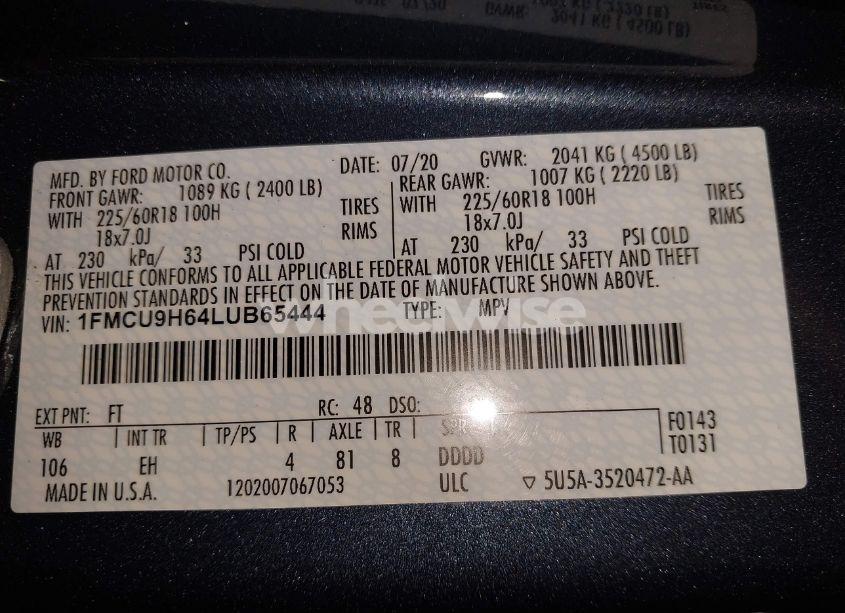 MFD. BY FORD MOTOR CO. DATE: 07/20 GVWR: 2041 KG ( 4500 LB)
FRONT GAWR: 1089 KG ( 2400 LB) REAR GAWR: 1007 KG ( 2220 LB)
WITH 225/60R18 100H TIRES WITH 225/60R18 100H TIRES
18x7.0J RIMS 18x7.0J RIMS
AT 230 kPa/ 33 PSI COLD AT 230 kPa/ 33 PSI COLD
THIS VEHICLE CONFORMS TO ALL APPLICABLE FEDERAL MOTOR VEHICLE SAFETY AND THEFT
PREVENTION STANDARDS IN EFFECT ON THE DATE OF MANUFACTURE SHOWN ABOVE.
VIN: 1FMCU9H64LUB65444 TYPE: MPV
wheelwise
EXT PNT: FT RC: 48 DSO:
WB INT TR TP/PS R AXLE TR SPR F0143
106 EH 4 81 8 DDDD T0131
MADE IN U.S.A. 1202007067053 ULC ▽ 5U5A-3520472-AA